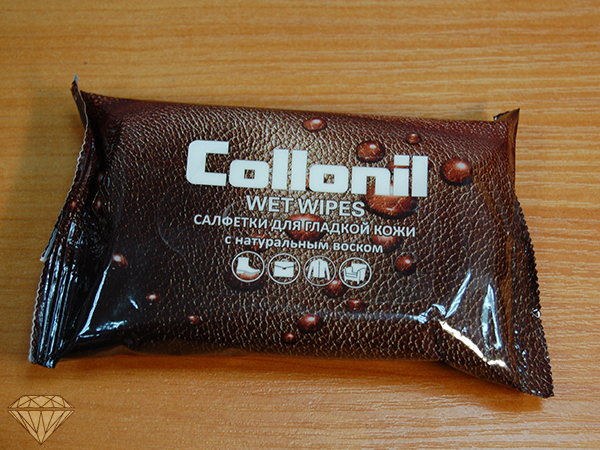 Collonil
WET WIPES
САЛФЕТКИ ДЛЯ ГЛАДКОЙ КОЖИ
с натуральным воском